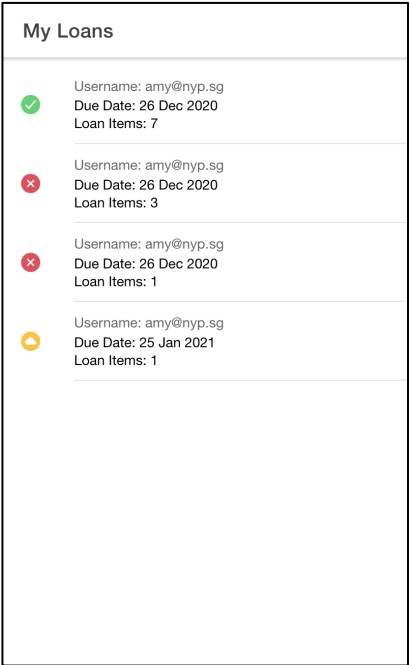 My Loans
Username: amy@nyp.sg
Due Date: 26 Dec 2020
Loan Items: 7
Username: amy@nyp.sg
Due Date: 26 Dec 2020
Loan Items: 3
Username: amy@nyp.sg
Due Date: 26 Dec 2020
Loan Items: 1
Username: amy@nyp.sg
Due Date: 25 Jan 2021
Loan Items: 1